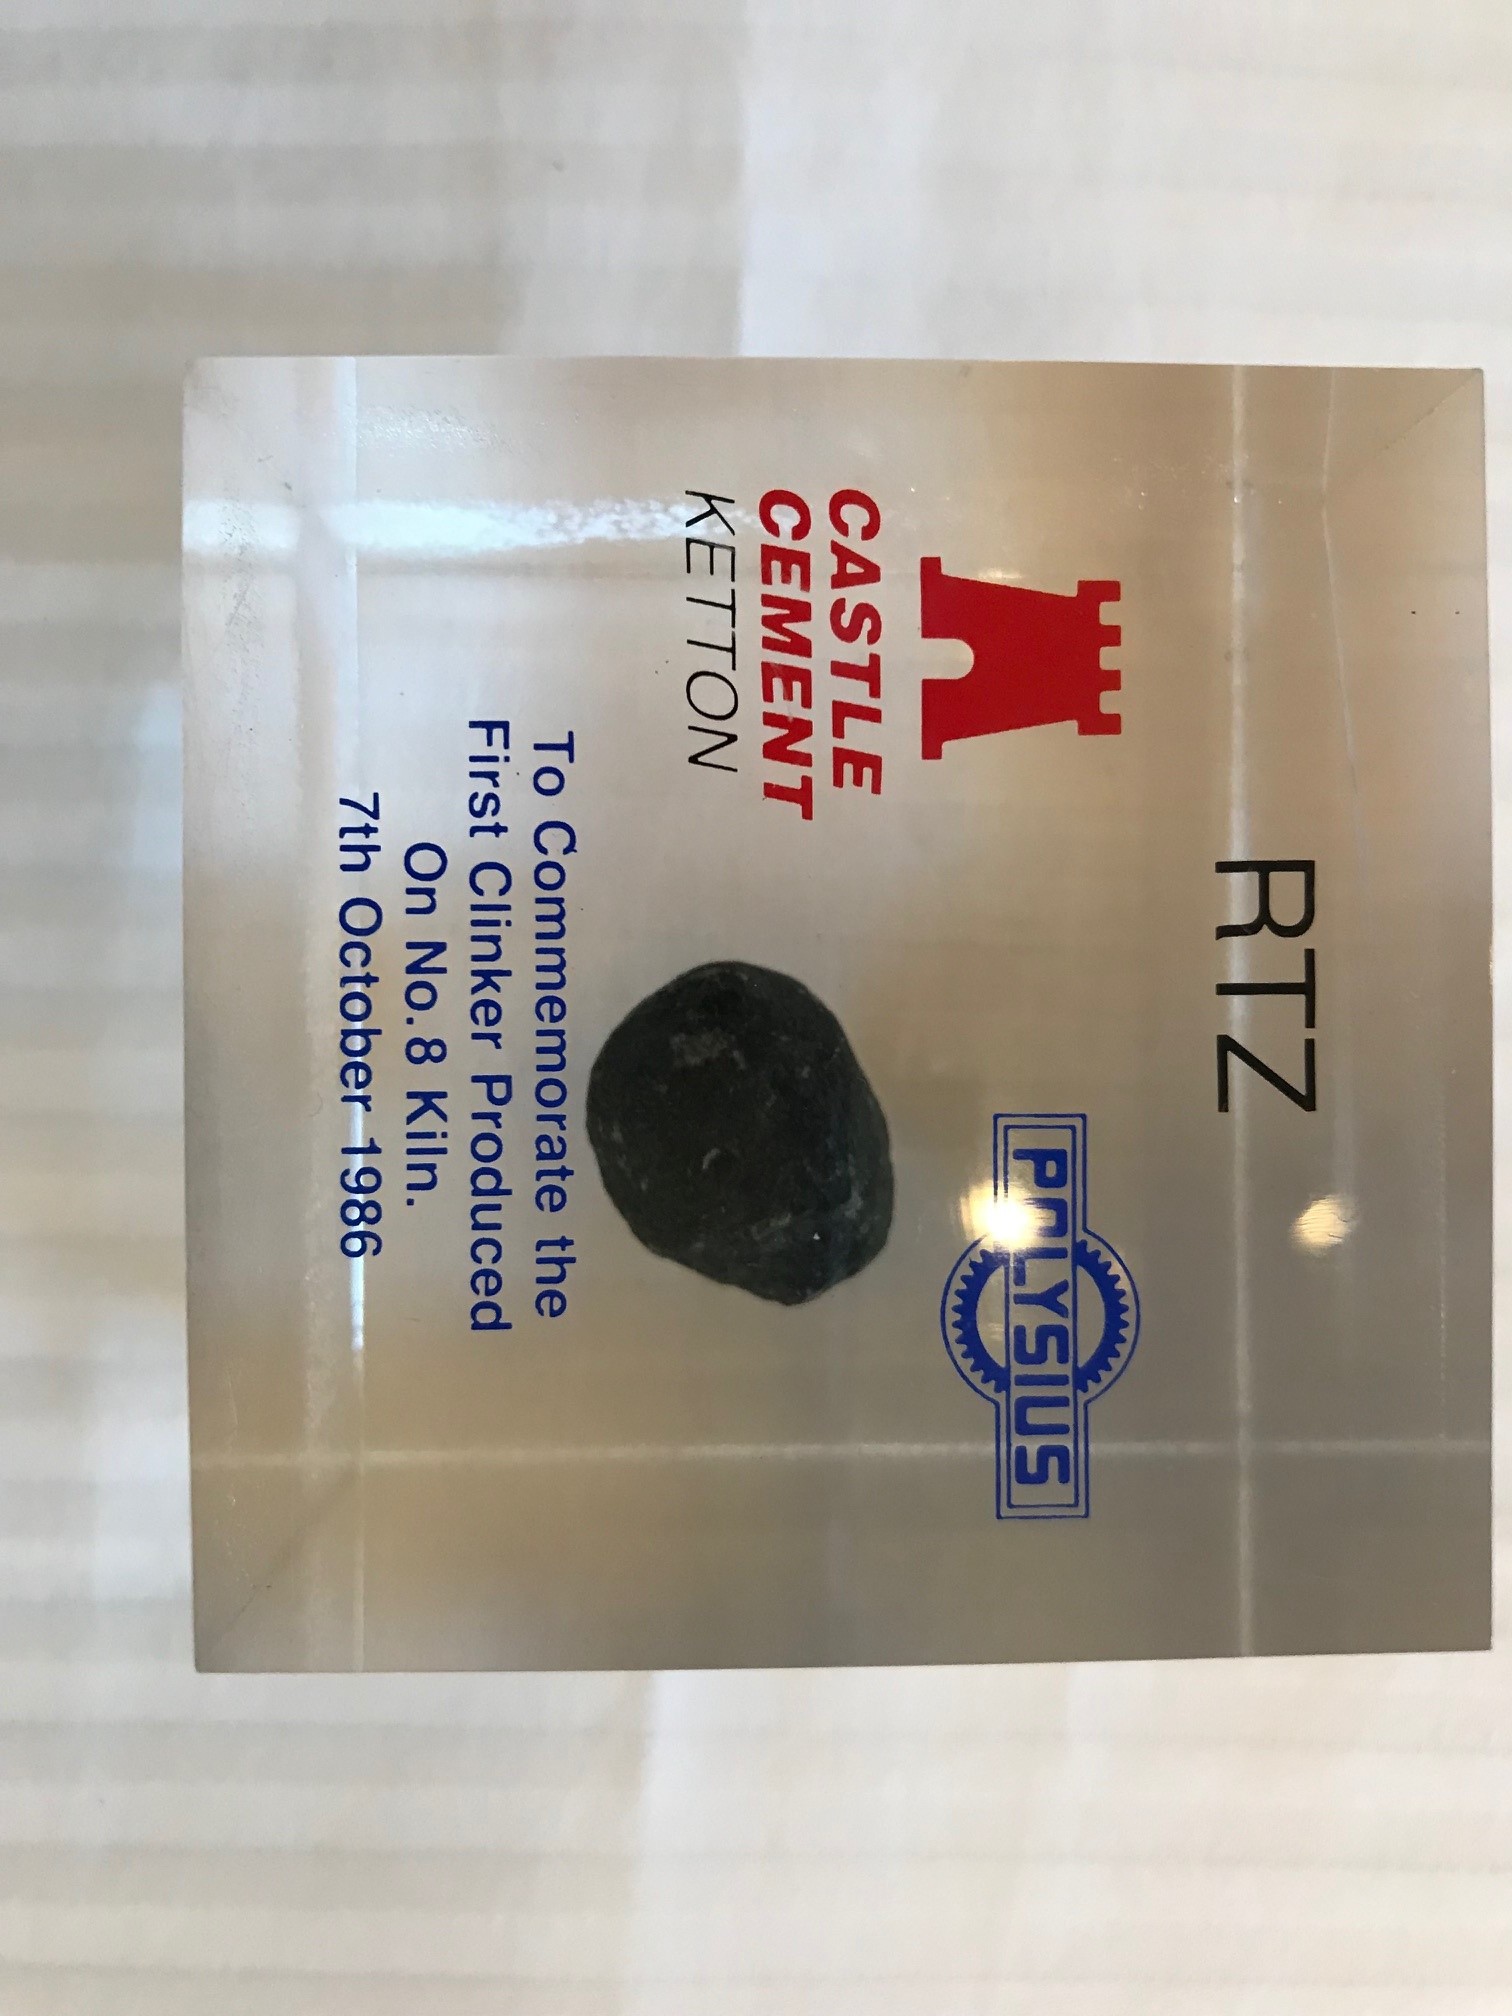 RTZ
CASTLE
CEMENT
KETTON
POLYSIUS
To Commemorate the
First Clinker Produced
On No. 8 Kiln.
7th October 1986